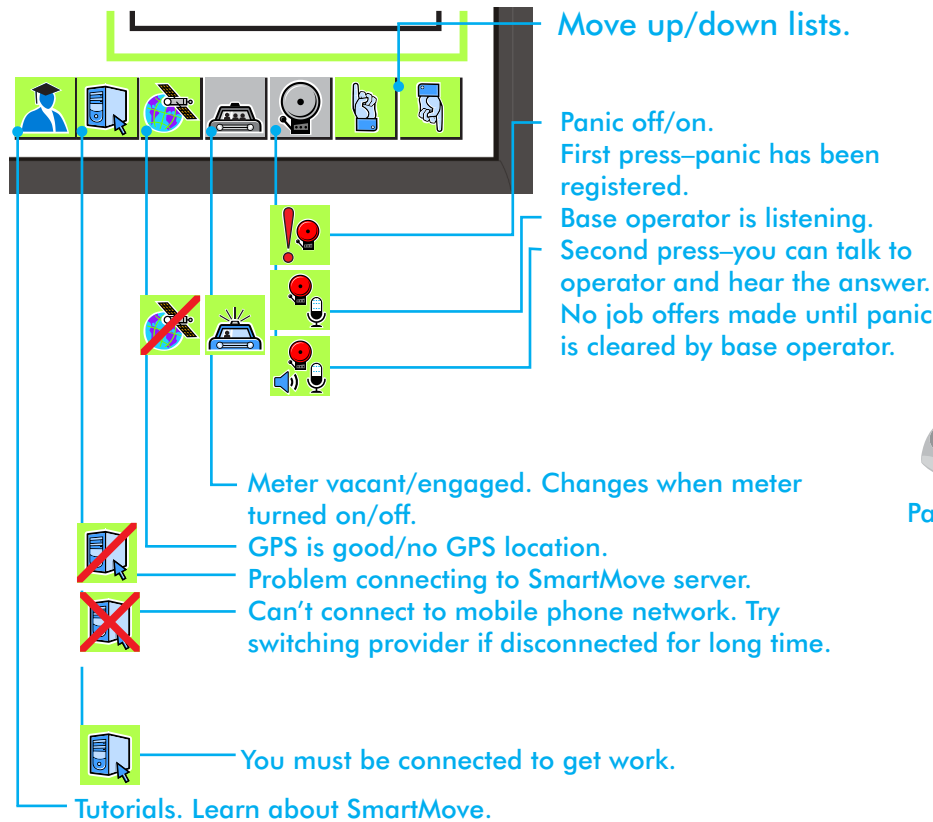 Move up/down lists.
Panic off/on.
First press–panic has been
registered.
Base operator is listening.
Second press–you can talk to
operator and hear the answer.
No job offers made until panic
is cleared by base operator.
Pa
Meter vacant/engaged. Changes when meter
turned on/off.
GPS is good/no GPS location.
Problem connecting to SmartMove server.
Can’t connect to mobile phone network. Try
switching provider if disconnected for long time.
You must be connected to get work.
Tutorials. Learn about SmartMove.